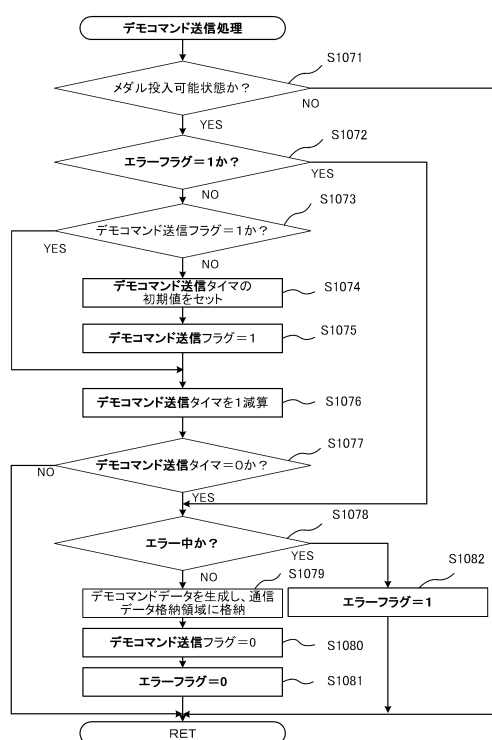 デモコマンド送信処理
S1071
メダル投入可能状態か？
NO
YES
S1072
エラーフラグ＝1か？
YES
NO
S1073
デモコマンド送信フラグ＝1か？
YES
NO
デモコマンド送信タイマの
初期値をセット
S1074
デモコマンド送信フラグ＝1
S1075
デモコマンド送信タイマを1減算
S1076
S1077
デモコマンド送信タイマ＝0か？
NO
YES
S1078
エラー中か？
YES
NO
S1079
S1082
デモコマンドデータを生成し、通信
データ格納領域に格納
エラーフラグ＝1
デモコマンド送信フラグ=0
S1080
エラーフラグ=0
S1081
RET